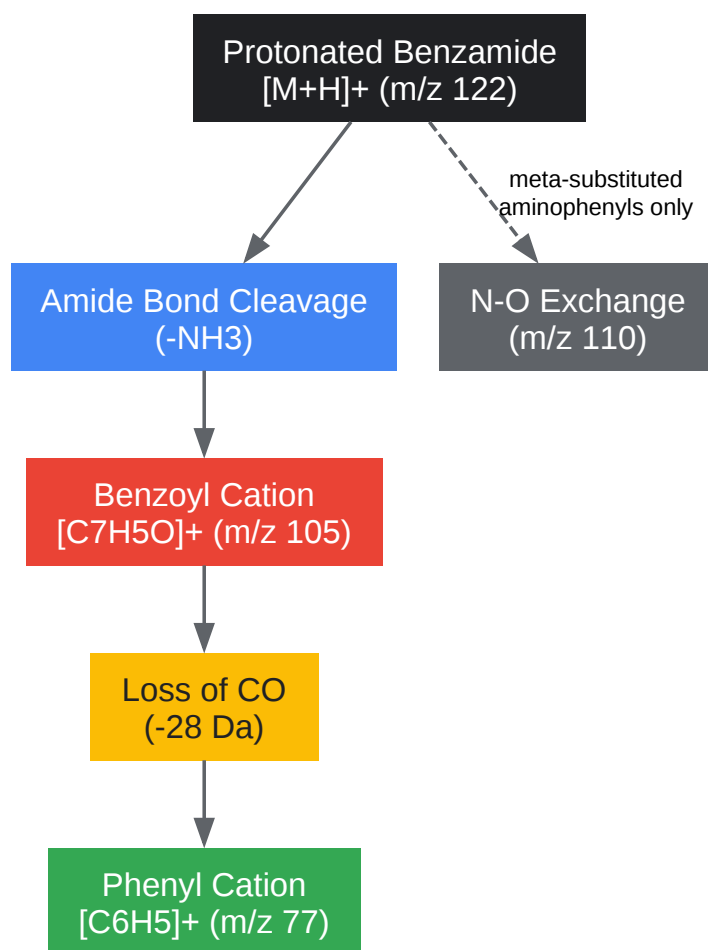 Protonated Benzamide
[M+H]+ (m/z 122)
meta-substituted
aminophenyls only
Amide Bond Cleavage
(-NH3)
N-O Exchange
(m/z 110)
Benzoyl Cation
[C7H5O]+ (m/z 105)
Loss of CO
(-28 Da)
Phenyl Cation
[C6H5]+ (m/z 77)